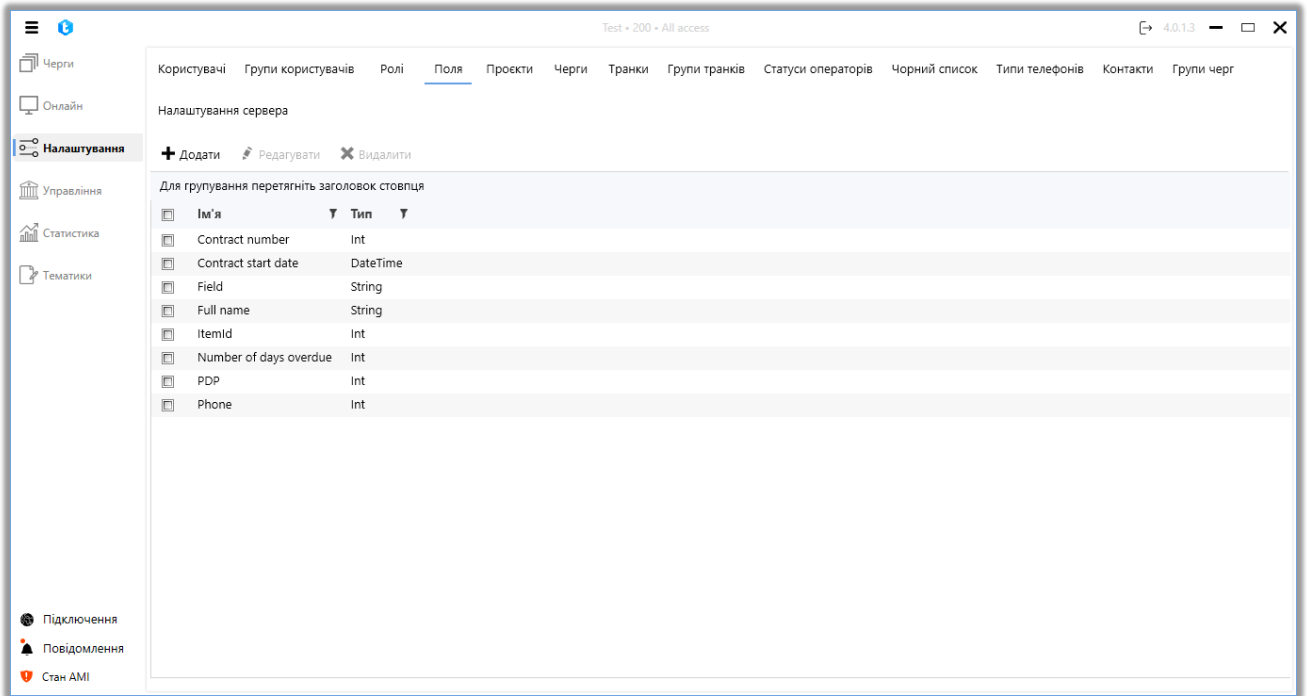 Test • 200 • All access
4.0.1.3
Черги
Онлайн
Налаштування
Управління
Статистика
Тематики
Користувачі Групи користувачів Ролі Поля Проєкти Черги Транки Групи транків Статуси операторів Чорний список Типи телефонів Контакти Групи черг
Налаштування сервера
Додати Редагувати Видалити
Для групування перетягніть заголовок стовпця
Ім'я Тип
Contract number Int
Contract start date DateTime
Field String
Full name String
ItemId Int
Number of days overdue Int
PDP Int
Phone Int
Підключення
Повідомлення
Стан AMI